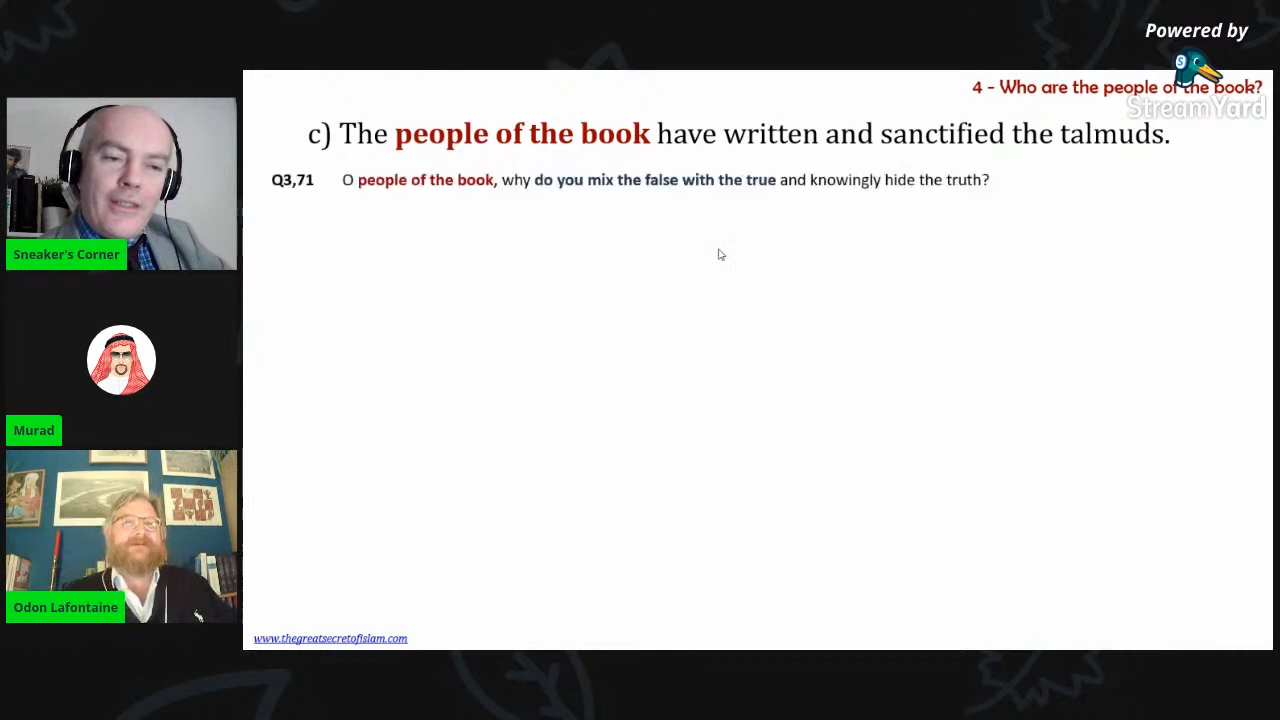 Powered by
StreamYard
4 - Who are the people of the book?
c) The people of the book have written and sanctified the talmuds.
Q3,71 O people of the book, why do you mix the false with the true and knowingly hide the truth?
Sneaker's Corner
Murad
Odon Lafontaine
www.thegreatsecretofislam.com